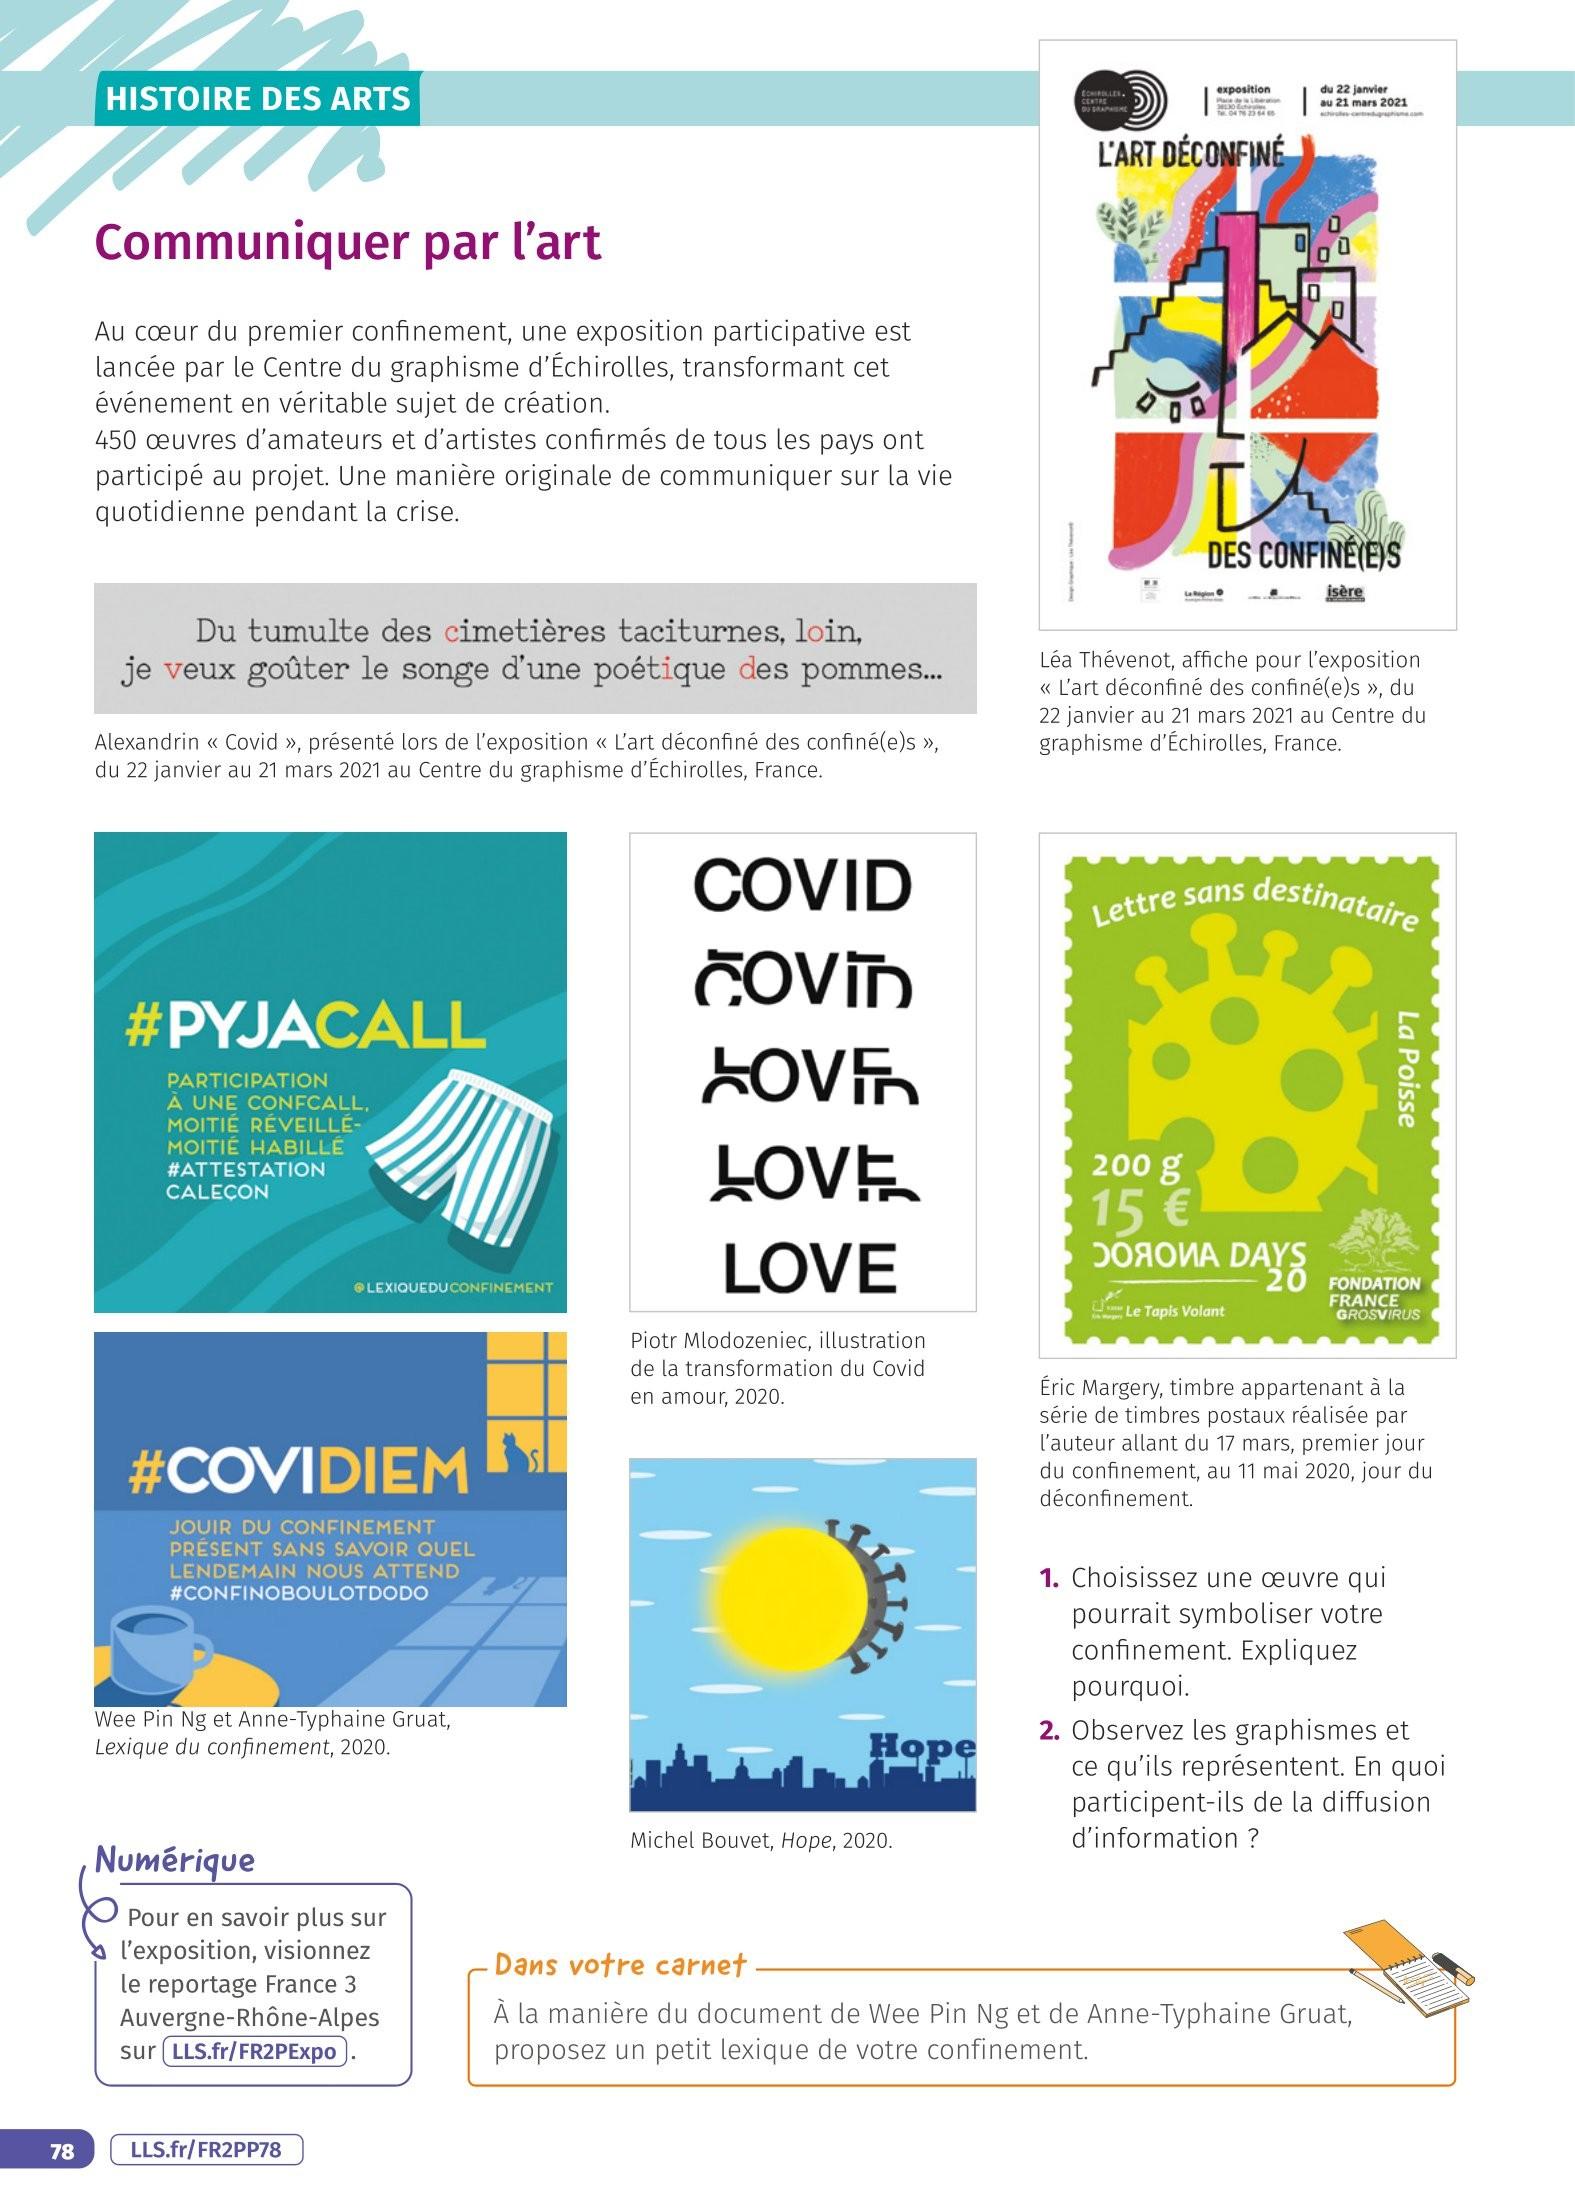 HISTOIRE DES ARTS
Communiquer par l'art
Au cœur du premier confinement, une exposition participative est
lancée par le Centre du graphisme d'Échirolles, transformant cet
événement en véritable sujet de création.
450 œuvres d'amateurs et d'artistes confirmés de tous les pays ont
participé au projet. Une manière originale de communiquer sur la vie
quotidienne pendant la crise.
ÉCHIROLLES.
CENTRE
DU GRAPHISME
exposition
Place de la Libération
38130 Échirolles
Tél. 04 76 23 64 65
du 22 janvier
au 21 mars 2021
echirolles-centredugraphisme.com
L'ART DÉCONFINÉ
DES CONFINÉ(E)S
Design Graphique : Léa Thévenot
La Région
isère
Léa Thévenot, affiche pour l'exposition
« L'art déconfiné des confiné(e)s », du
22 janvier au 21 mars 2021 au Centre du
graphisme d'Échirolles, France.
Du tumulte des cimetières taciturnes, loin,
je veux goûter le songe d'une poétique des pommes...
Alexandrin « Covid », présenté lors de l'exposition « L'art déconfiné des confiné(e)s »,
du 22 janvier au 21 mars 2021 au Centre du graphisme d'Échirolles, France.
#PYJACALL
PARTICIPATION
À UNE CONFCALL,
MOITIÉ RÉVEILLÉ-
MOITIÉ HABILLÉ
#ATTESTATION
CALEÇON
@LEXIQUEDUCONFINEMENT
#COVIDIEM
JOUIR DU CONFINEMENT
PRÉSENT SANS SAVOIR QUEL
LENDEMAIN NOUS ATTEND
#CONFINOBOULOTDODO
Wee Pin Ng et Anne-Typhaine Gruat,
Lexique du confinement, 2020.
COVID
LOVE
Piotr Mlodozeniec, illustration
de la transformation du Covid
en amour, 2020.
Hope
Michel Bouvet, Hope, 2020.
Lettre sans destinataire
La Poisse
200 g
15 €
CORONA DAYS
20
Éric Margery
Le Tapis Volant
FONDATION
FRANCE
GROSVIRUS
Éric Margery, timbre appartenant à la
série de timbres postaux réalisée par
l'auteur allant du 17 mars, premier jour
du confinement, au 11 mai 2020, jour du
déconfinement.
1. Choisissez une œuvre qui
pourrait symboliser votre
confinement. Expliquez
pourquoi.
2. Observez les graphismes et
ce qu'ils représentent. En quoi
participent-ils de la diffusion
d'information ?
Numérique
Pour en savoir plus sur
l'exposition, visionnez
le reportage France 3
Auvergne-Rhône-Alpes
sur LLS.fr/FR2PExpo.
Dans votre carnet
À la manière du document de Wee Pin Ng et de Anne-Typhaine Gruat,
proposez un petit lexique de votre confinement.
78
LLS.fr/FR2PP78